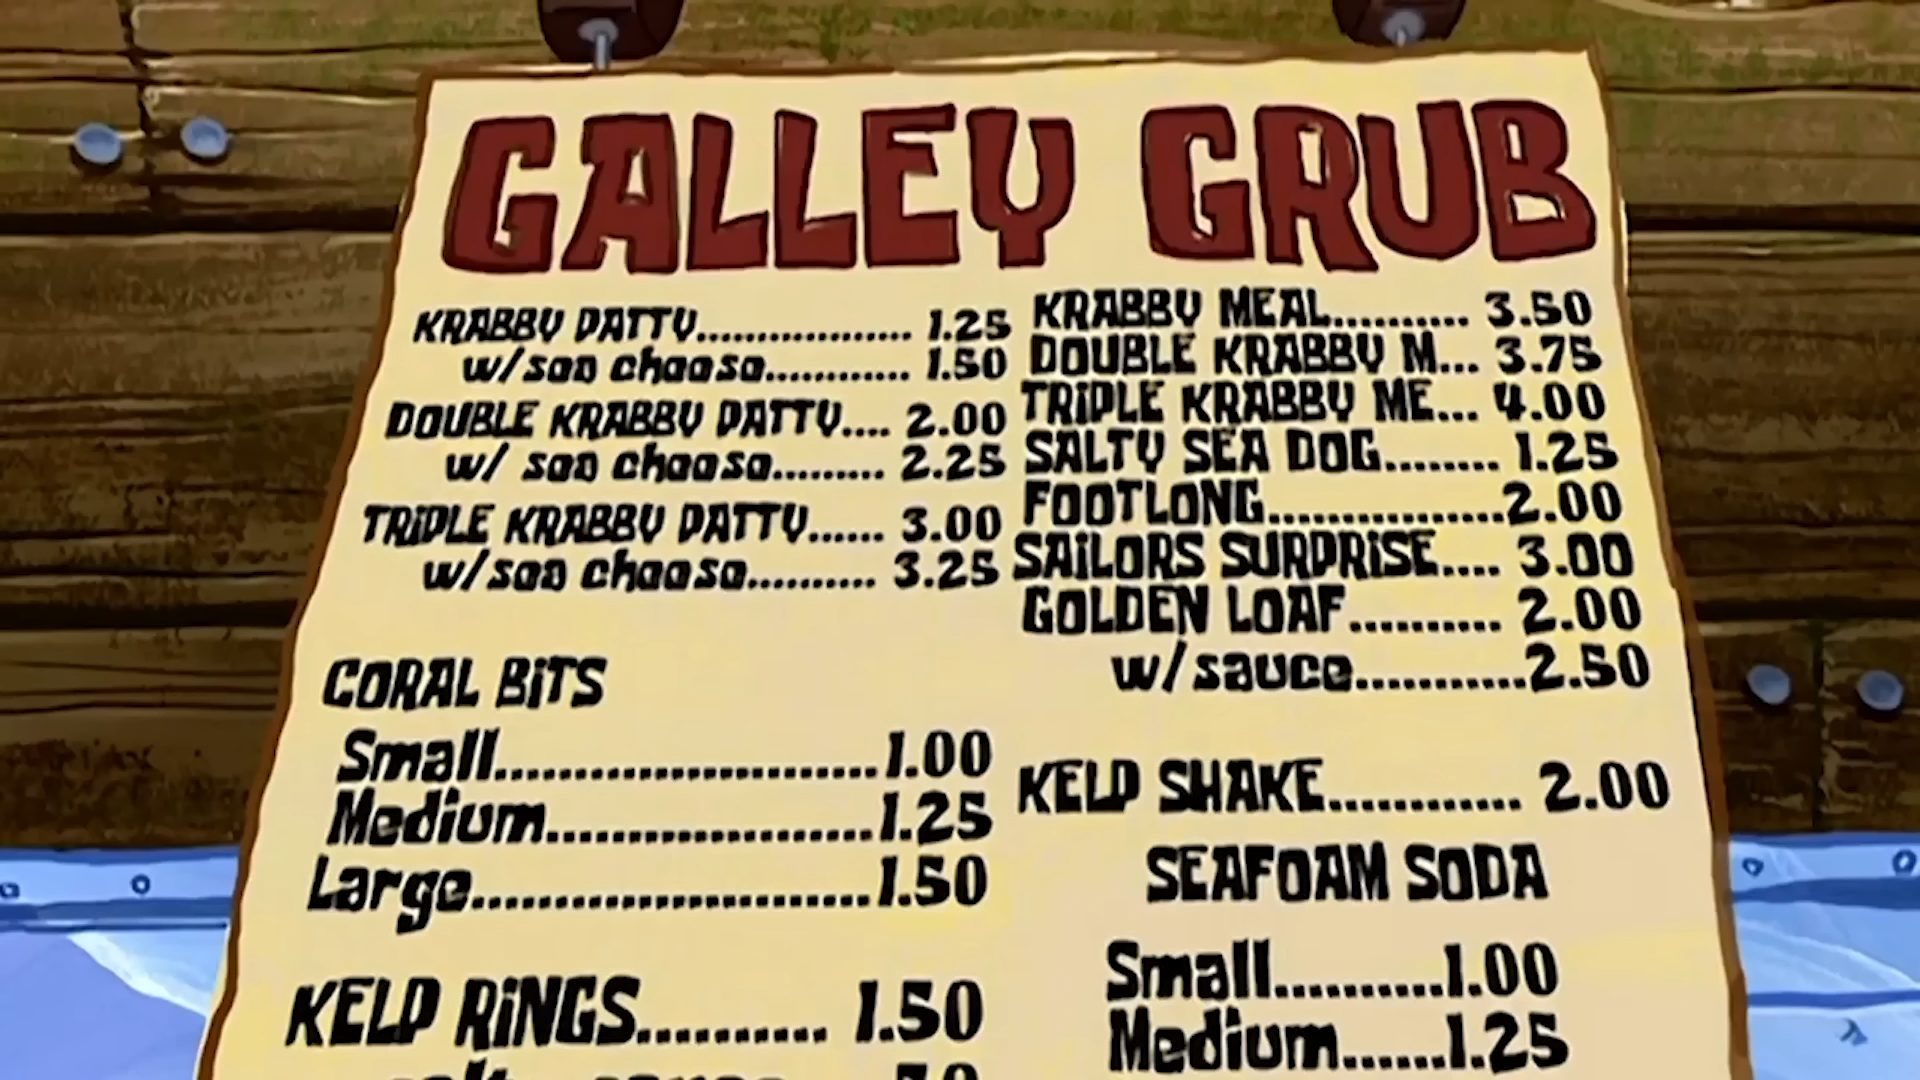 GALLEY GRUB
KRABBY PATTY................. 1.25
w/sea cheese............ 1.50
DOUBLE KRABBY PATTY.... 2.00
w/ sea cheese......... 2.25
TRiPLE KRABBY PATTY...... 3.00
w/sea cheese.......... 3.25
CORAL BiTS
Small........................1.00
Medium.....................1.25
Large.........................1.50
KELP RiNGS.......... 1.50
salty sauce
KRABBY MEAL.......... 3.50
DOUBLE KRABBY M... 3.75
TRiPLE KRABBY ME... 4.00
SALTY SEA DOG........ 1.25
FOOTLONG................2.00
SAiLORS SURPRiSE.... 3.00
GOLDEN LOAF.......... 2.00
w/sauce...........2.50
KELP SHAKE............ 2.00
SEAFOAM SODA
Small..........1.00
Medium......1.25